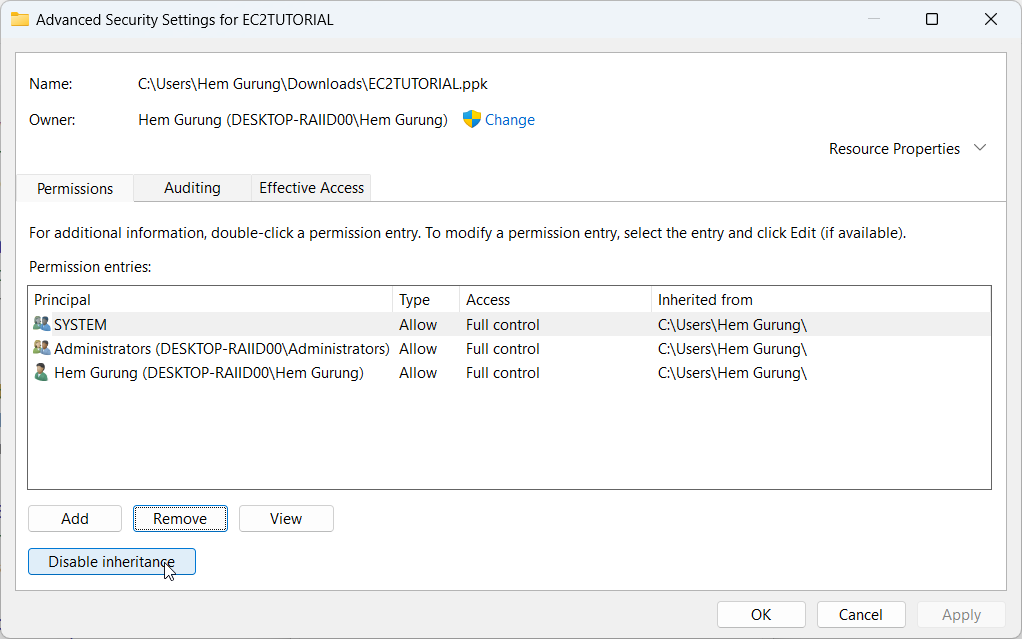 Advanced Security Settings for EC2TUTORIAL
Name: C:\Users\Hem Gurung\Downloads\EC2TUTORIAL.ppk
Owner: Hem Gurung (DESKTOP-RAIID00\Hem Gurung) Change
Resource Properties
Permissions Auditing Effective Access
For additional information, double-click a permission entry. To modify a permission entry, select the entry and click Edit (if available).
Permission entries:
Principal Type Access Inherited from
SYSTEM Allow Full control C:\Users\Hem Gurung\
Administrators (DESKTOP-RAIID00\Administrators) Allow Full control C:\Users\Hem Gurung\
Hem Gurung (DESKTOP-RAIID00\Hem Gurung) Allow Full control C:\Users\Hem Gurung\
Add Remove View
Disable inheritance
OK Cancel Apply